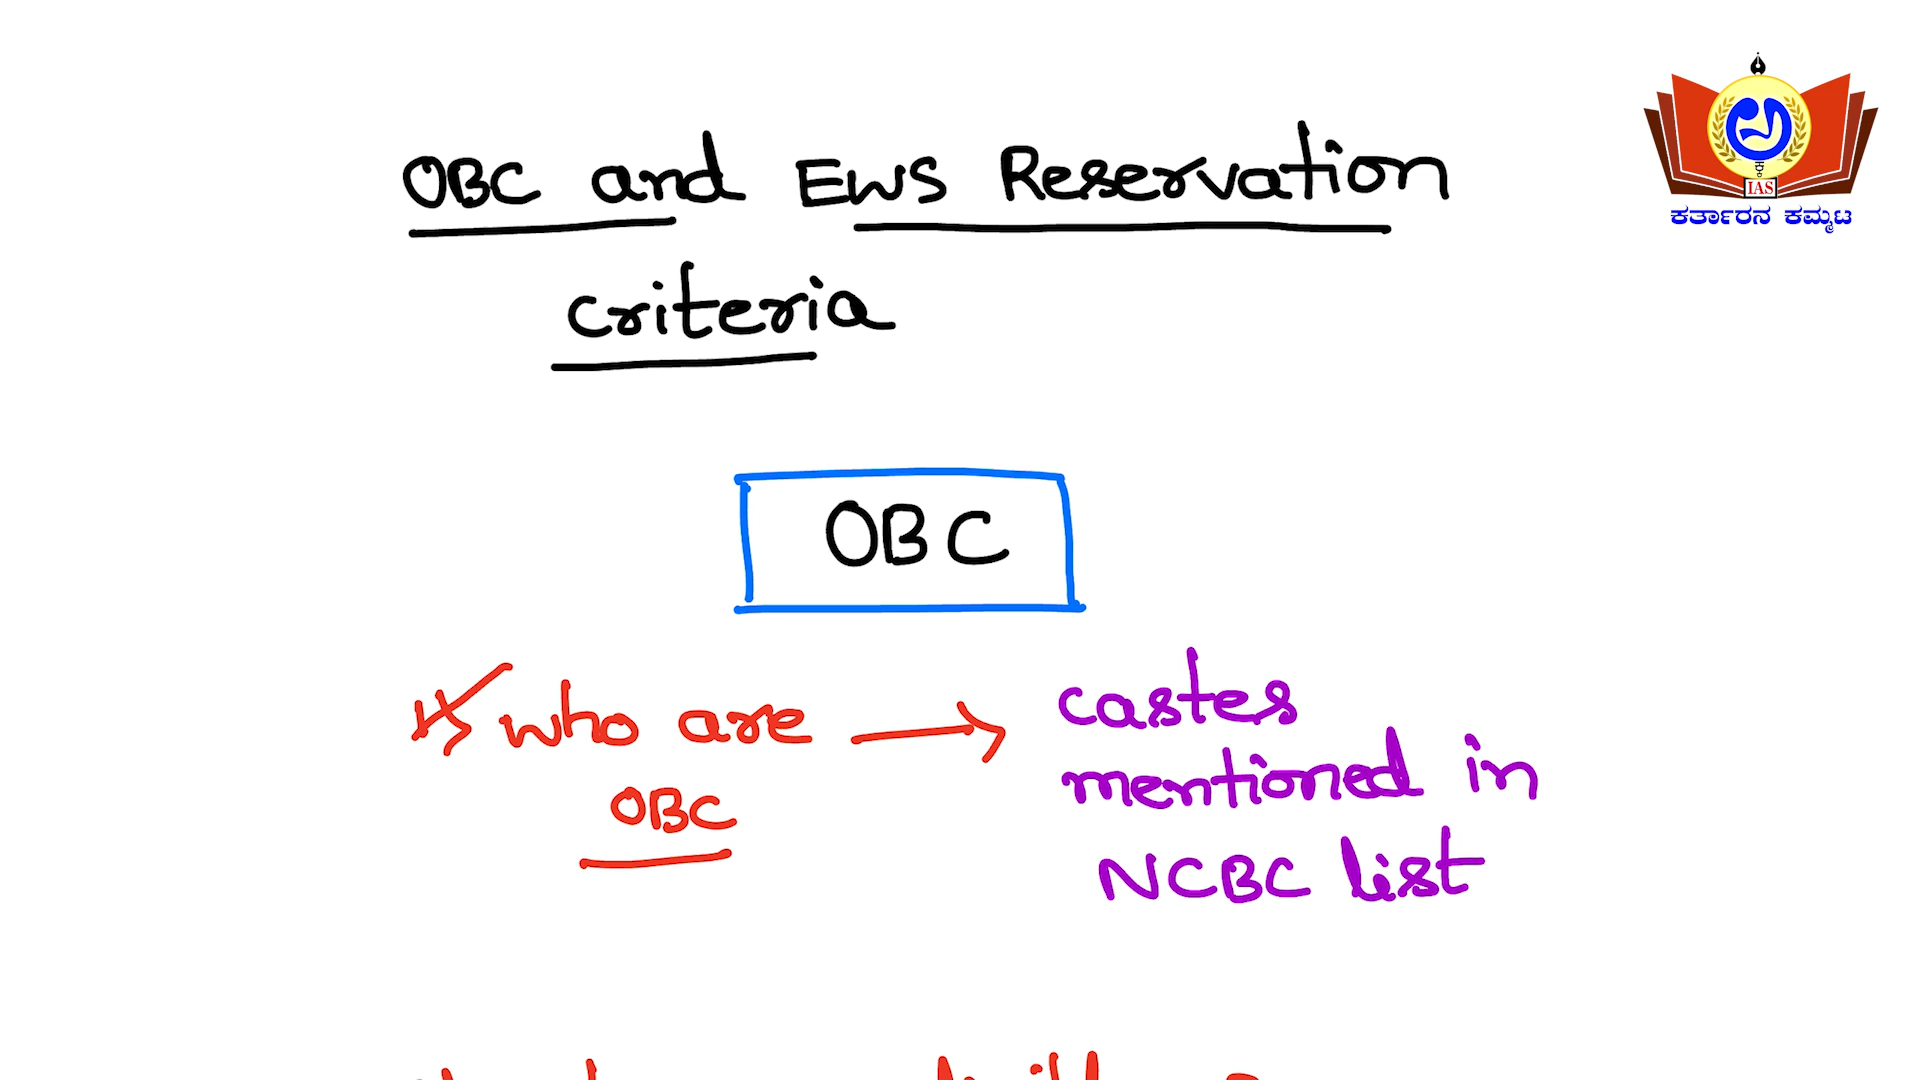 OBC and EWS Reservation
criteria
OBC
who are → castes
mentioned in
OBC
NCBC list
IAS
ಕರ್ತಾರನ ಕಮ್ಮಟ